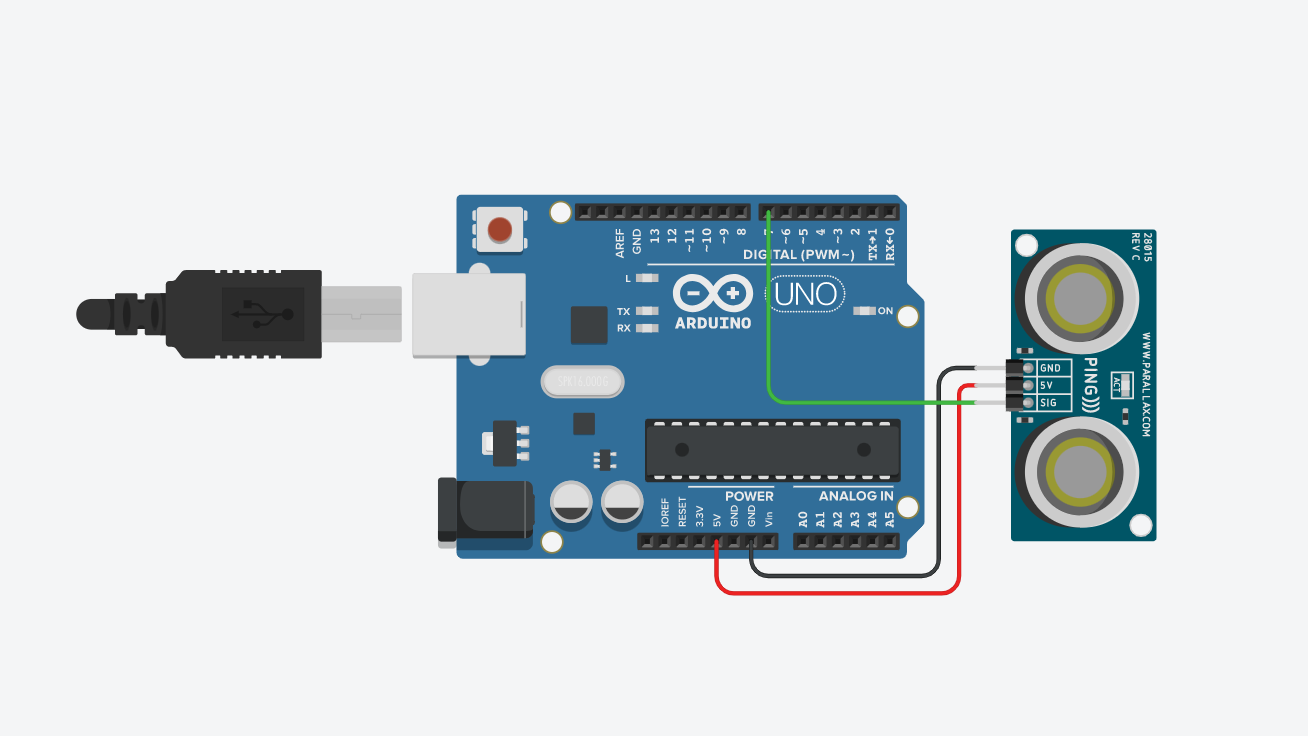 AREF
GND
13
12
~11
~10
~9
8
7
~6
~5
4
~3
2
TX→1
RX←0
DIGITAL (PWM~)
L
TX
RX
ARDUINO
UNO
ON
SPK16.000G
POWER
ANALOG IN
IOREF
RESET
3.3V
5V
GND
GND
Vin
A0
A1
A2
A3
A4
A5
28015
REV C
WWW.PARALLAX.COM
GND
5V
SIG
PING)))
ACT